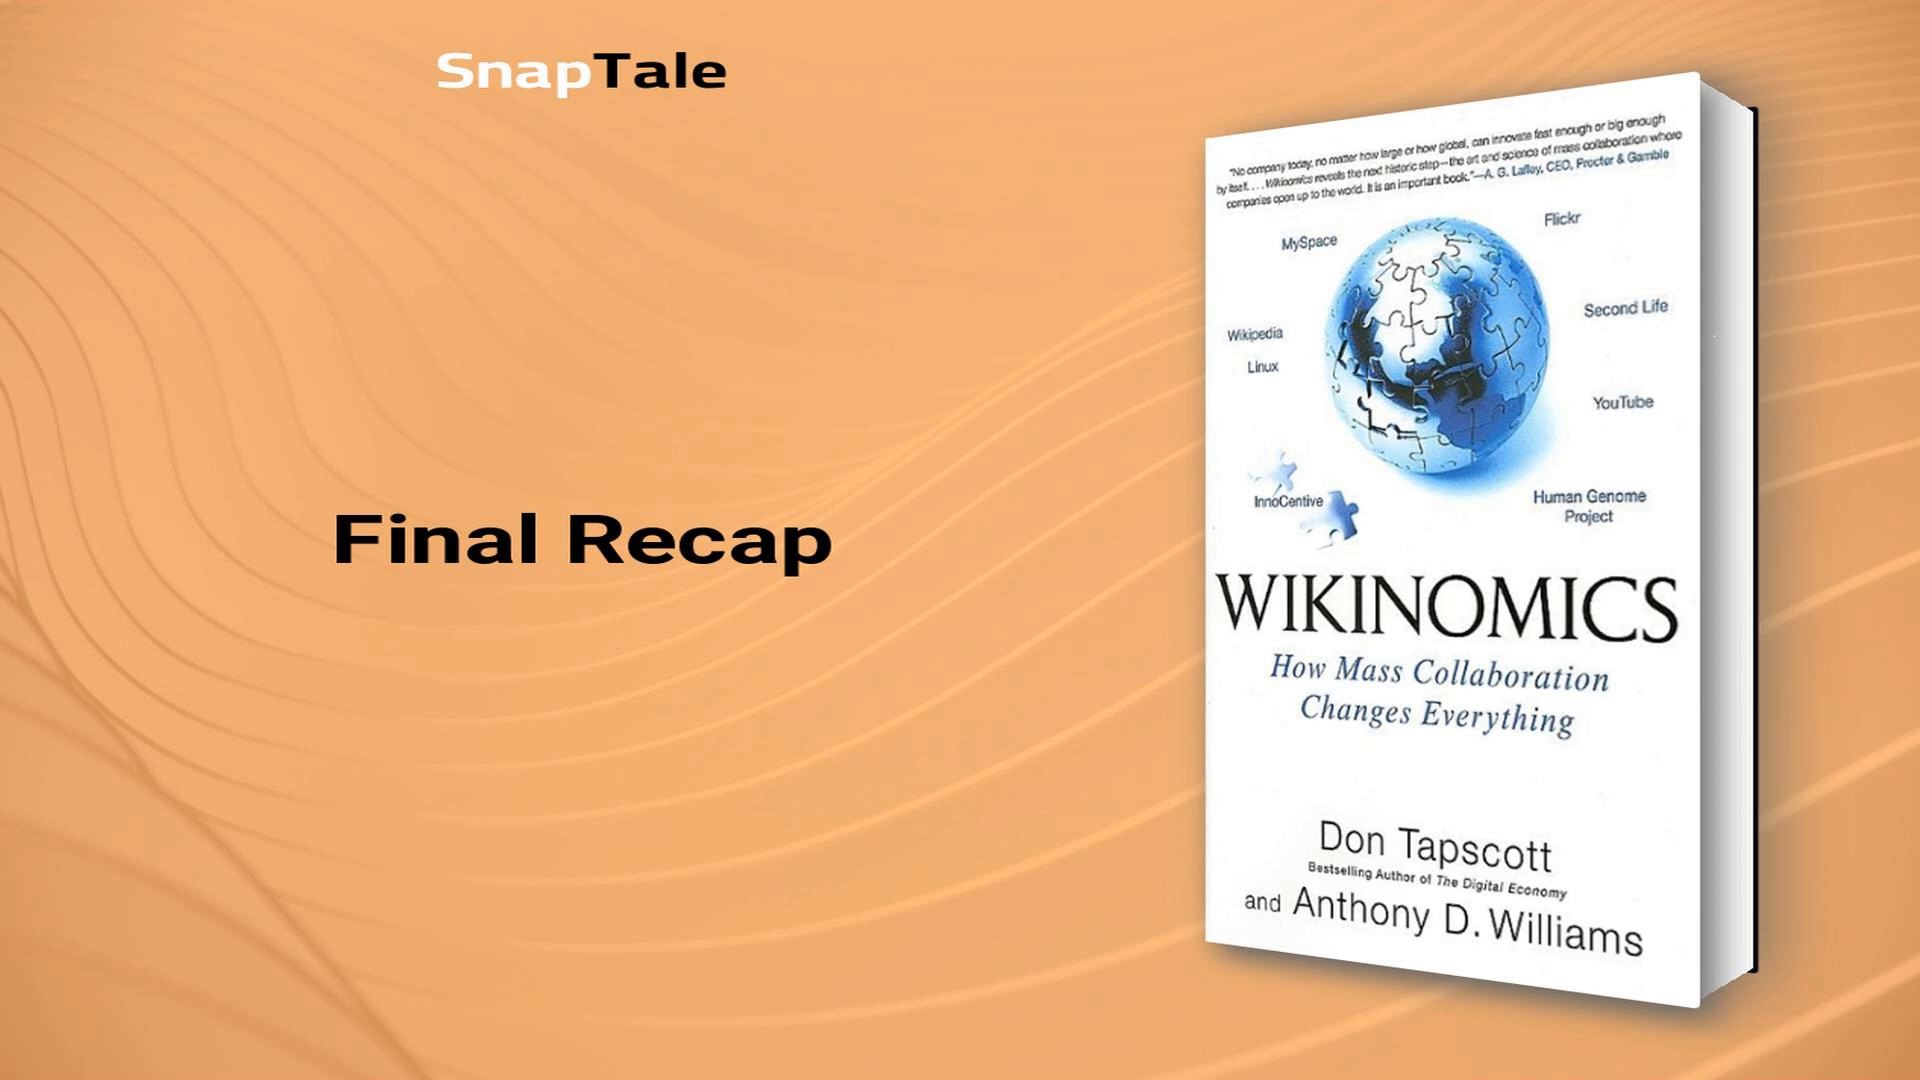 SnapTale
Final Recap
"No company today, no matter how large or how global, can innovate fast enough or big enough
by itself. . . . Wikinomics reveals the next historic step—the art and science of mass collaboration where
companies open up to the world. It is an important book."—A. G. Lafley, CEO, Procter & Gamble
Flickr
MySpace
Second Life
Wikipedia
Linux
YouTube
InnoCentive
Human Genome
Project
WIKINOMICS
How Mass Collaboration
Changes Everything
Don Tapscott
Bestselling Author of The Digital Economy
and Anthony D. Williams